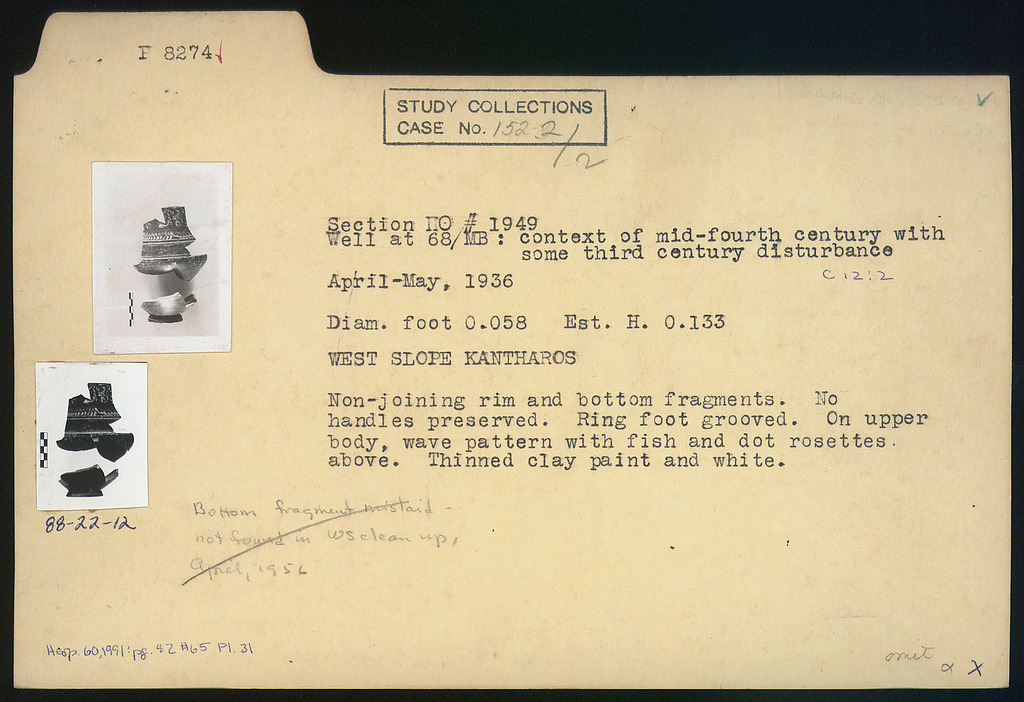 P 8274
STUDY COLLECTIONS
CASE No. 152-2/2
Section ΠΘ # 1949
Well at 68/MB: context of mid-fourth century with
some third century disturbance
C 12:2
April-May, 1936
Diam. foot 0.058 Est. H. 0.133
WEST SLOPE KANTHAROS
Non-joining rim and bottom fragments. No
handles preserved. Ring foot grooved. On upper
body, wave pattern with fish and dot rosettes.
above. Thinned clay paint and white.
88-22-12
Bottom fragment mislaid -
not found in WS clean up,
April, 1956
Hesp. 60, 1991: pg. 42 #65 Pl. 31
omit
α X